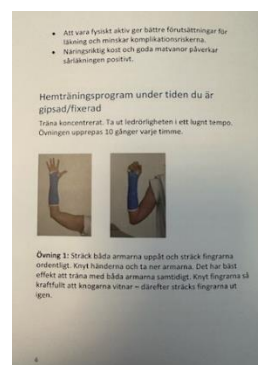 • Att vara fysiskt aktiv ger bättre förutsättningar för
läkning och minskar komplikationsriskerna.
• Näringsriktig kost och goda matvanor påverkar
sårläkningen positivt.
Hemträningsprogram under tiden du är
gipsad/fixerad
Träna koncentrerat. Ta ut ledrörligheten i ett lugnt tempo.
Övningen upprepas 10 gånger varje timme.
Övning 1: Sträck båda armarna uppåt och sträck fingrarna
ordentligt. Knyt händerna och ta ner armarna. Det har bäst
effekt att träna med båda armarna samtidigt. Knyt fingrarna så
kraftfullt att knogarna vitnar – därefter sträcks fingrarna ut
igen.
6